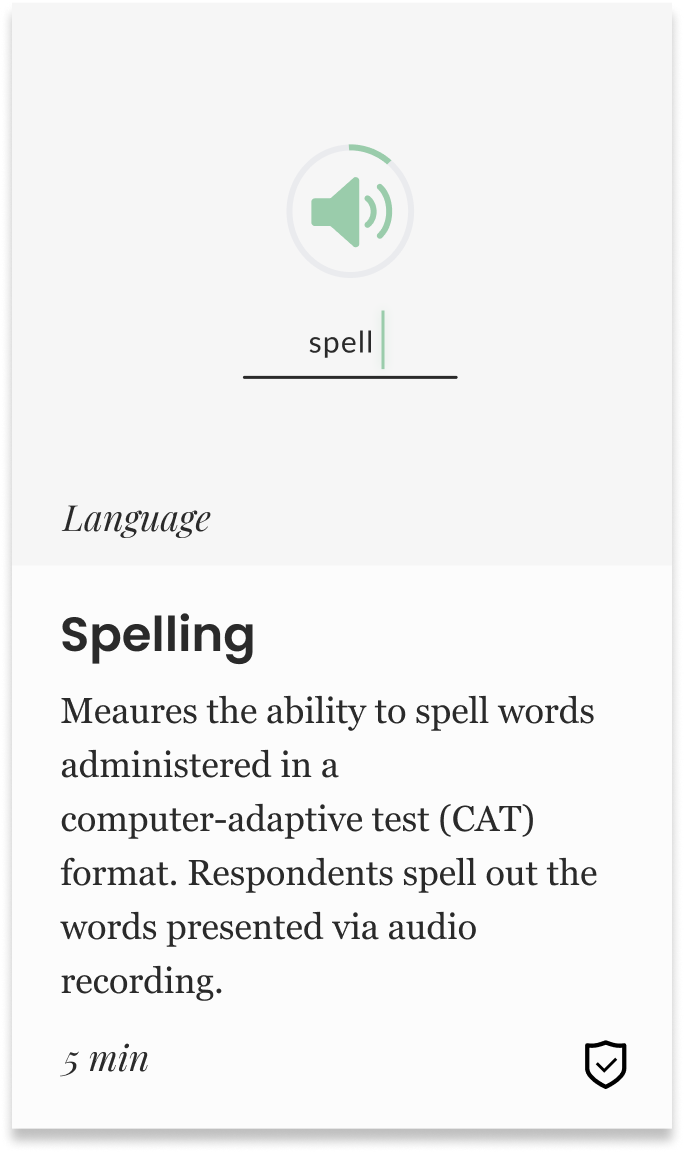 spell
Language
Spelling
Meaures the ability to spell words
administered in a
computer-adaptive test (CAT)
format. Respondents spell out the
words presented via audio
recording.
5 min